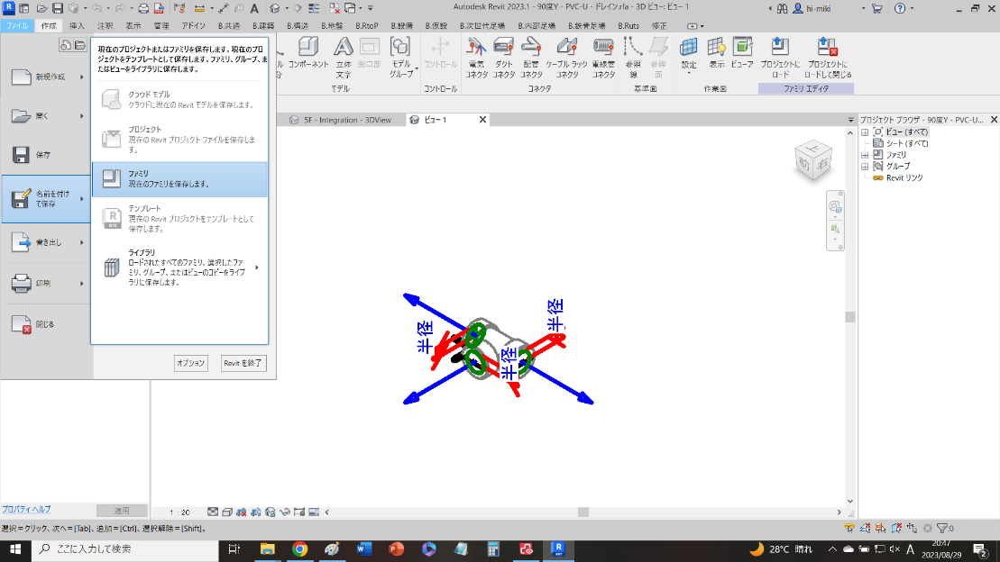 Autodesk Revit 2023.1 - 90度Y - PVC-U - ドレイン.rfa - 3D ビュー: ビュー 1
hi-miki
ファイル 作成 挿入 注釈 表示 管理 アドイン B.共通 B.建築 B.構造 B.地盤 B.RtoP B.設備 B.仮設 B.次世代足場 B.内部足場 B.鉄骨足場 B.Ruts 修正
現在のプロジェクトまたはファミリを保存します。現在のプロ
ジェクトをテンプレートとして保存します。ファミリ、グループ、ま
たはビューをライブラリに保存します。
新規作成
開く
保存
名前を付け
て保存
書き出し
印刷
閉じる
クラウド モデル
クラウドに現在の Revit モデルを保存します。
プロジェクト
現在の Revit プロジェクト ファイルを保存しま
す。
ファミリ
現在のファミリを保存します。
テンプレート
現在の Revit プロジェクトをテンプレートとして
保存します。
ライブラリ
ロードされたすべてのファミリ、選択したファ
ミリ、グループ、またはビューのコピーをライブ
ラリに保存します。
オプション
Revit を終了
コンポーネント
立体
文字
開口部
モデル
グループ
コントロール
電気
コネクタ
ダクト
コネクタ
配管
コネクタ
ケーブル ラック
コネクタ
電線管
コネクタ
参照
線
参照
面
設定
表示
ビューア
プロジェクトに
ロード
プロジェクトに
ロードして閉じる
モデル
コントロール
コネクタ
基準面
作業面
ファミリ エディタ
5F - Integration - 3DView
ビュー 1
プロジェクト ブラウザ - 90度Y - PVC-U...
ビュー (すべて)
シート (すべて)
ファミリ
グループ
Revit リンク
上
前
右
半径
半径
半径
プロパティ ヘルプ
適用
1 : 20
選択=クリック、次へ=[Tab]、追加=[Ctrl]、選択解除=[Shift]。
:0
ここに入力して検索
28°C 晴れ
A
20:47
2023/08/29
2